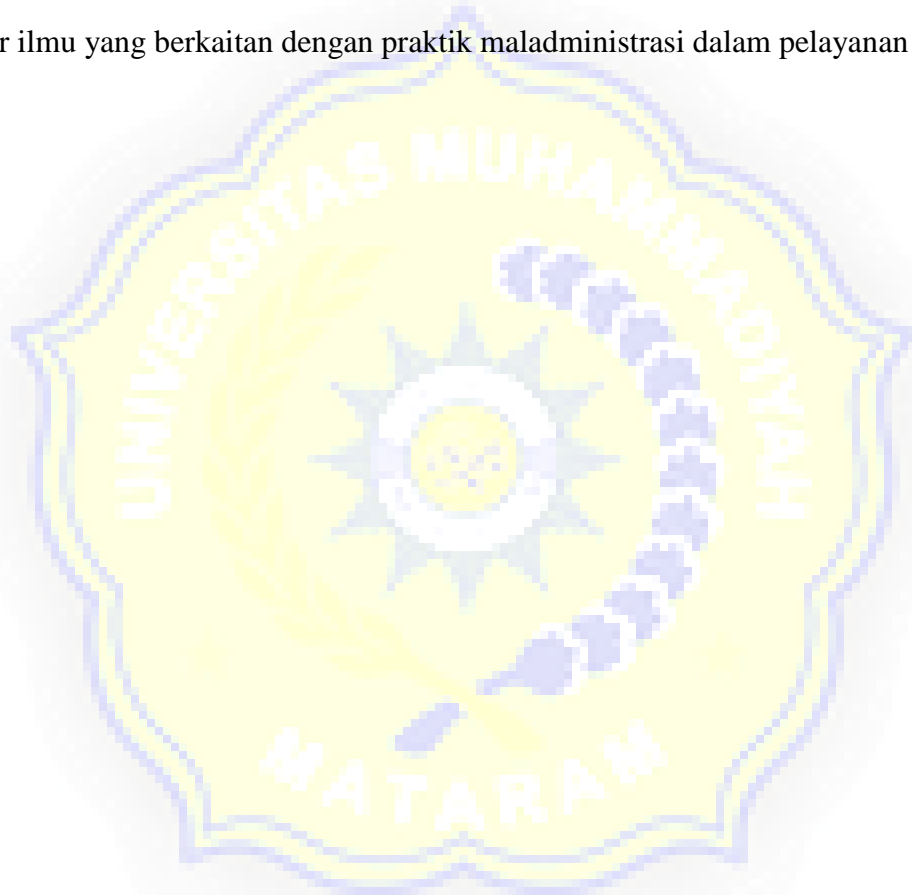 r ilmu yang berkaitan dengan praktik maladministrasi dalam pelayanan
UNIVERSITAS MUHAMMADIYAH
MATARAM